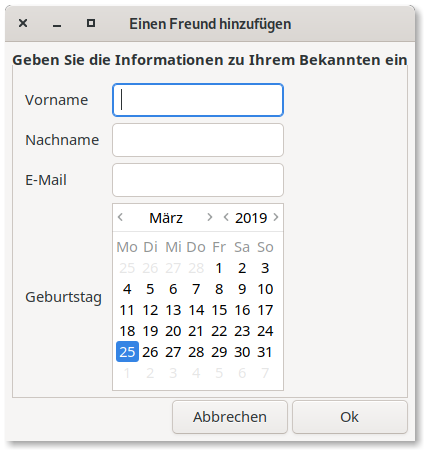 Einen Freund hinzufügen
Geben Sie die Informationen zu Ihrem Bekannten ein
Vorname
Nachname
E-Mail
Geburtstag
März 2019
Mo Di Mi Do Fr Sa So
25 26 27 28 1 2 3
4 5 6 7 8 9 10
11 12 13 14 15 16 17
18 19 20 21 22 23 24
25 26 27 28 29 30 31
1 2 3 4 5 6 7
Abbrechen Ok